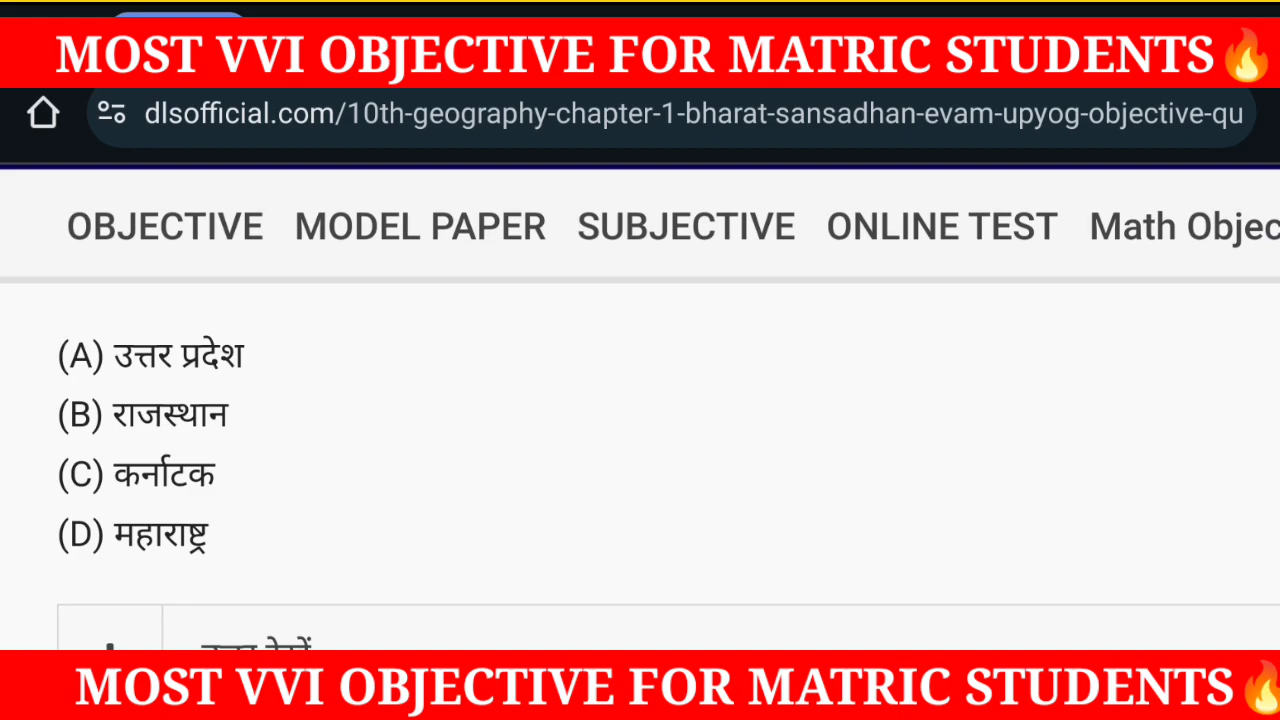 MOST VVI OBJECTIVE FOR MATRIC STUDENTS🔥
dlsofficial.com/10th-geography-chapter-1-bharat-sansadhan-evam-upyog-objective-qu
OBJECTIVE MODEL PAPER SUBJECTIVE ONLINE TEST Math Objec
(A) उत्तर प्रदेश
(B) राजस्थान
(C) कर्नाटक
(D) महाराष्ट्र
MOST VVI OBJECTIVE FOR MATRIC STUDENTS🔥